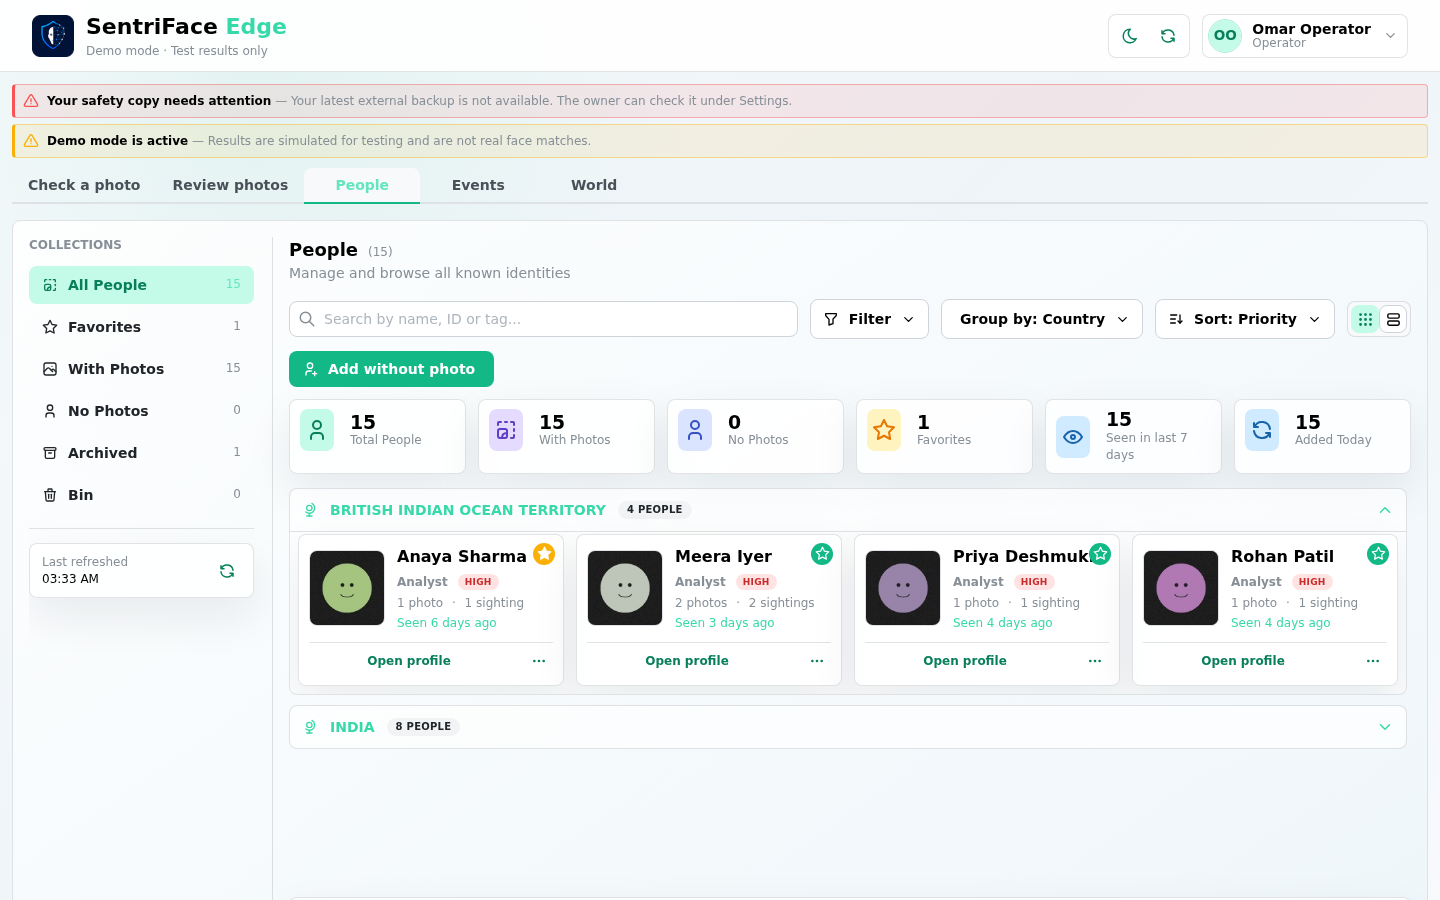 SentriFace Edge
Demo mode · Test results only
OO
Omar Operator
Operator
Your safety copy needs attention — Your latest external backup is not available. The owner can check it under Settings.
Demo mode is active — Results are simulated for testing and are not real face matches.
Check a photo
Review photos
People
Events
World
COLLECTIONS
All People 15
Favorites 1
With Photos 15
No Photos 0
Archived 1
Bin 0
Last refreshed
03:33 AM
People (15)
Manage and browse all known identities
Search by name, ID or tag...
Filter
Group by: Country
Sort: Priority
Add without photo
15
Total People
15
With Photos
0
No Photos
1
Favorites
15
Seen in last 7
days
15
Added Today
BRITISH INDIAN OCEAN TERRITORY 4 PEOPLE
Anaya Sharma
Analyst HIGH
1 photo · 1 sighting
Seen 6 days ago
Open profile ...
Meera Iyer
Analyst HIGH
2 photos · 2 sightings
Seen 3 days ago
Open profile ...
Priya Deshmuk
Analyst HIGH
1 photo · 1 sighting
Seen 4 days ago
Open profile ...
Rohan Patil
Analyst HIGH
1 photo · 1 sighting
Seen 4 days ago
Open profile ...
INDIA 8 PEOPLE